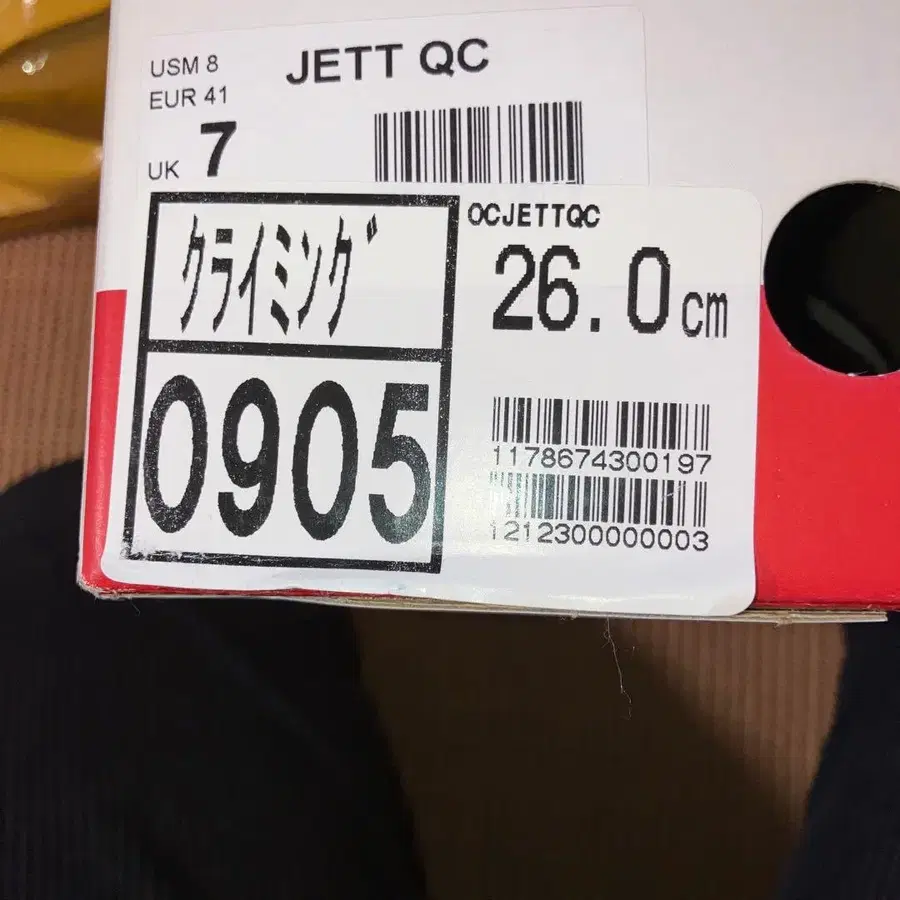 USM 8
JETT QC
EUR 41
UK 7
クライミング
OCJETTQC
26.0cm
0905
1178674300197
1212300000003